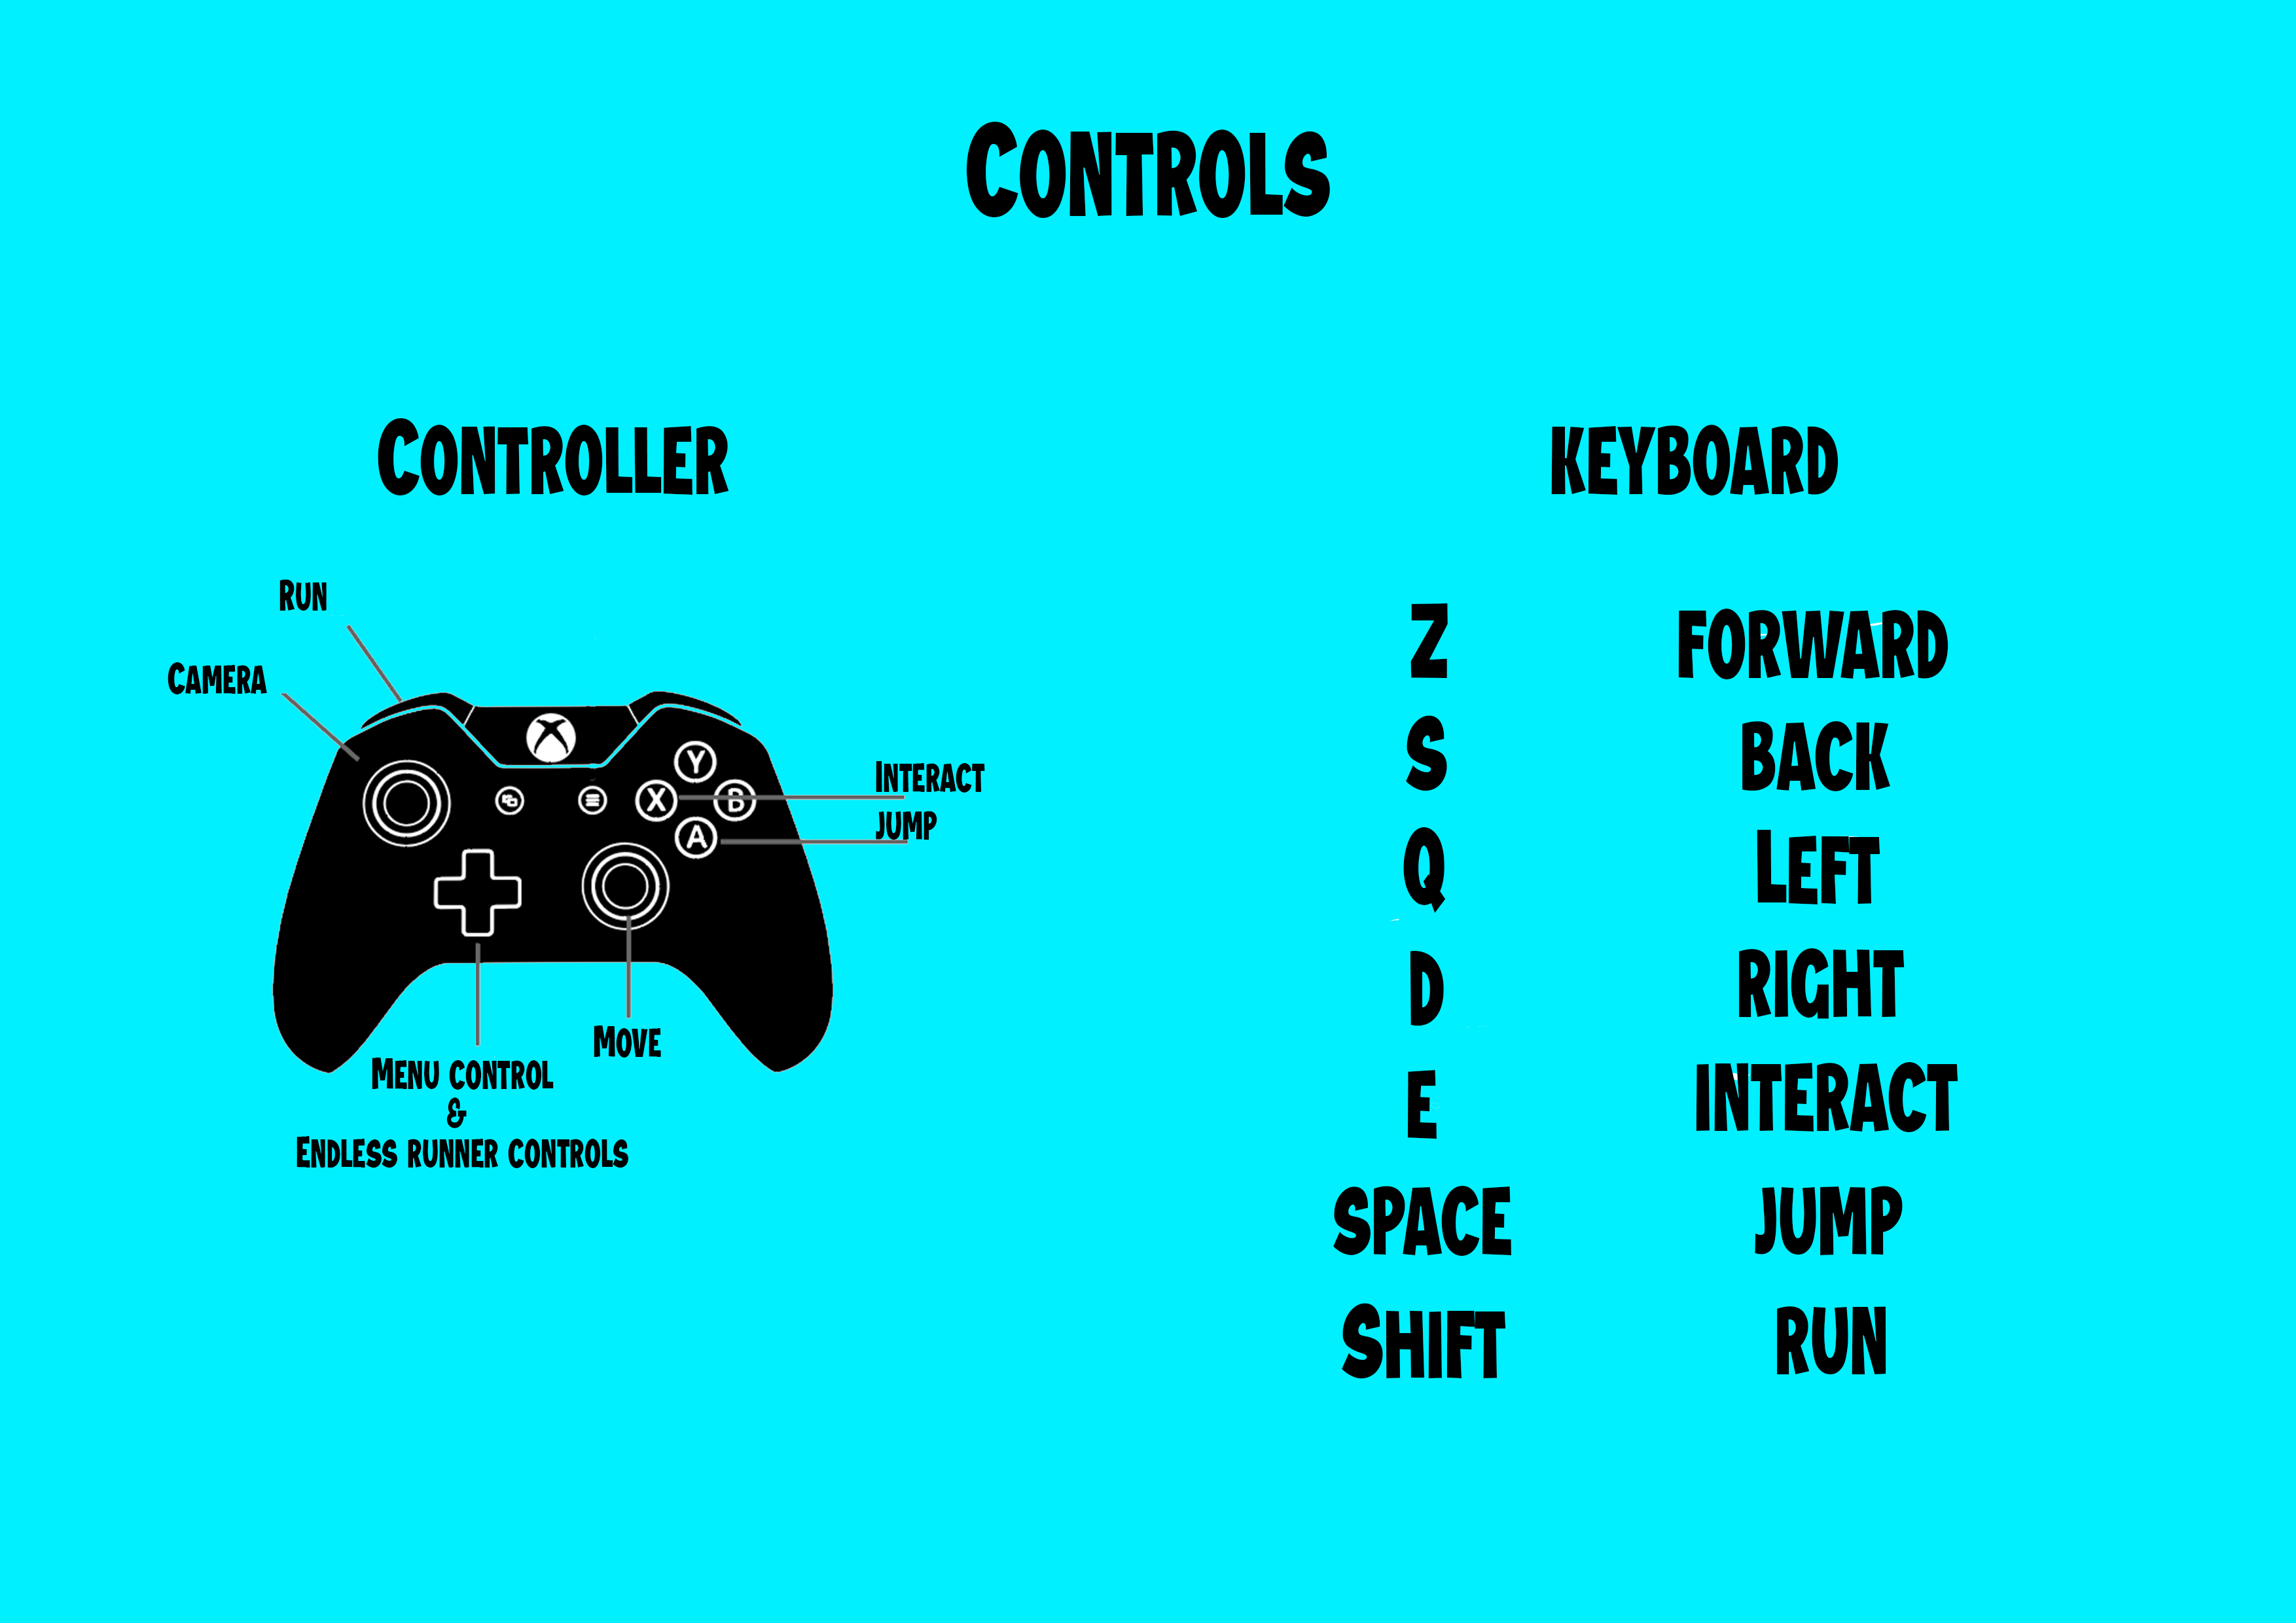 Controls
Controller
Run
Camera
Y
X
B
A
Interact
jump
Move
Menu control
&
Endless runner controls
keyboard
Z forward
S Back
Q Left
D right
E interact
space jump
Shift run